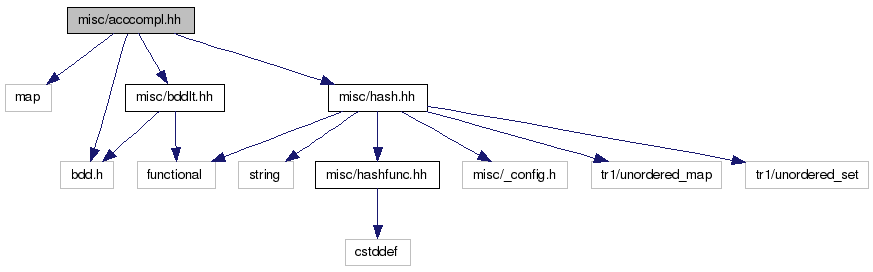 misc/acccompl.hh
map
misc/bddlt.hh
misc/hash.hh
bdd.h
functional
string
misc/hashfunc.hh
misc/_config.h
tr1/unordered_map
tr1/unordered_set
cstddef